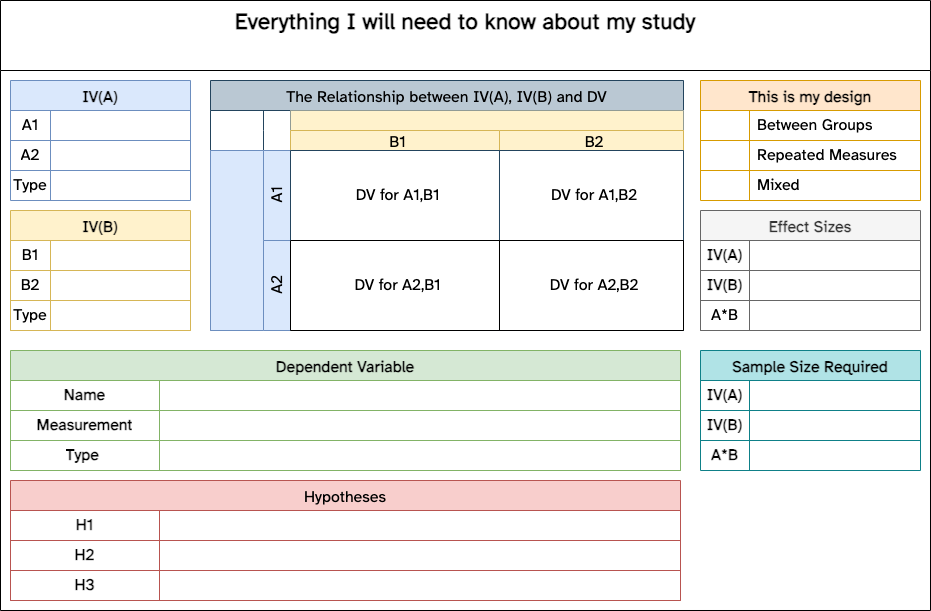 Everything I will need to know about my study
IV(A)
A1
A2
Type
IV(B)
B1
B2
Type
The Relationship between IV(A), IV(B) and DV
B1 B2
A1
DV for A1,B1 DV for A1,B2
A2
DV for A2,B1 DV for A2,B2
This is my design
Between Groups
Repeated Measures
Mixed
Effect Sizes
IV(A)
IV(B)
A*B
Dependent Variable
Name
Measurement
Type
Sample Size Required
IV(A)
IV(B)
A*B
Hypotheses
H1
H2
H3